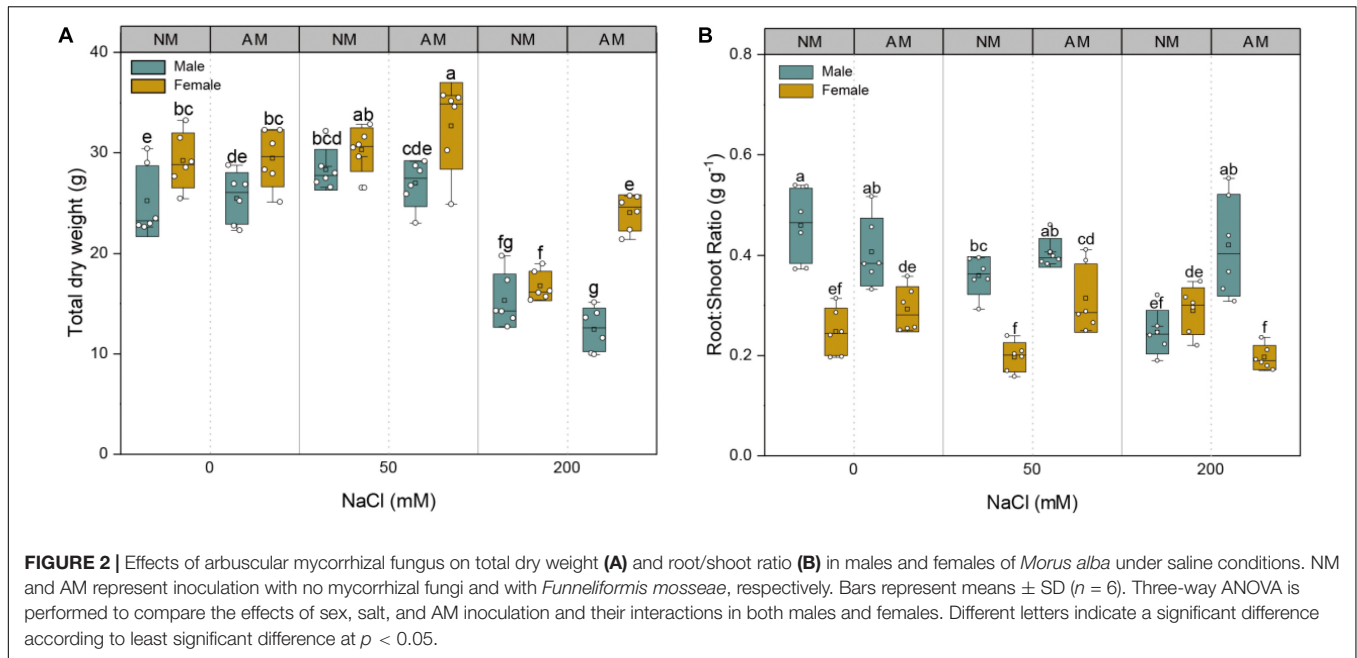 A
B
NM AM NM AM NM AM
Male
Female
e bc de bc bcd ab cde a fg f g e
40
30
20
10
0
Total dry weight (g)
0 50 200
NaCl (mM)
NM AM NM AM NM AM
Male
Female
a ef ab de bc f ab cd ef de ab f
0.8
0.6
0.4
0.2
0.0
Root:Shoot Ratio (g g-1)
0 50 200
NaCl (mM)
FIGURE 2 | Effects of arbuscular mycorrhizal fungus on total dry weight (A) and root/shoot ratio (B) in males and females of Morus alba under saline conditions. NM
and AM represent inoculation with no mycorrhizal fungi and with Funneliformis mosseae, respectively. Bars represent means ± SD (n = 6). Three-way ANOVA is
performed to compare the effects of sex, salt, and AM inoculation and their interactions in both males and females. Different letters indicate a significant difference
according to least significant difference at p < 0.05.